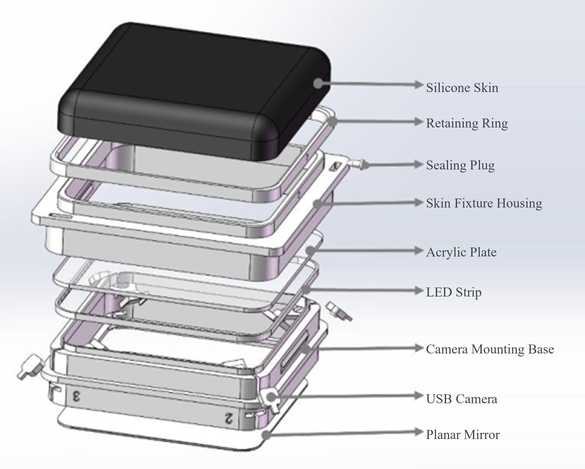 Silicone Skin
Retaining Ring
Sealing Plug
Skin Fixture Housing
Acrylic Plate
LED Strip
Camera Mounting Base
USB Camera
Planar Mirror
3
2